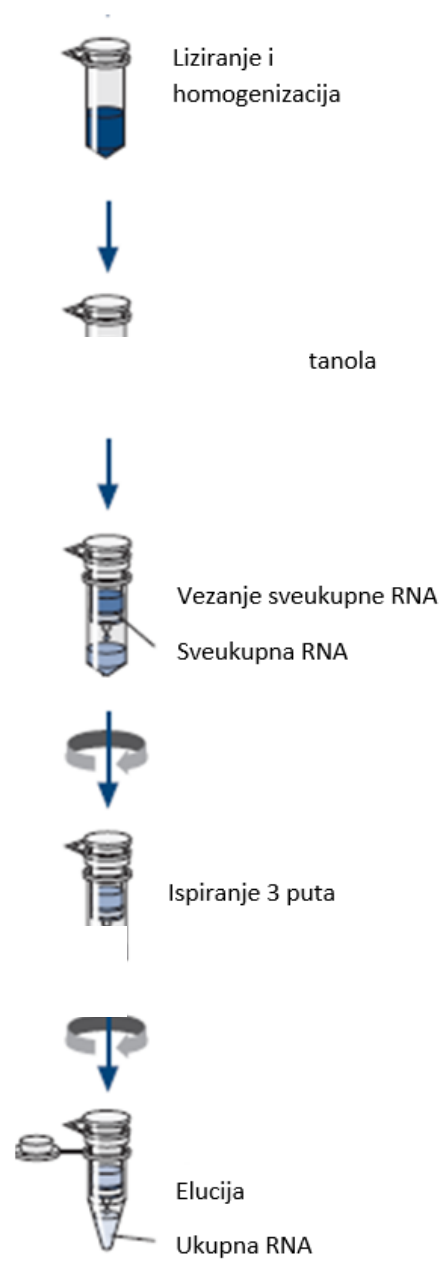 Liziranje i
homogenizacija
tanola
Vezanje sveukupne RNA
Sveukupna RNA
Ispiranje 3 puta
Elucija
Ukupna RNA